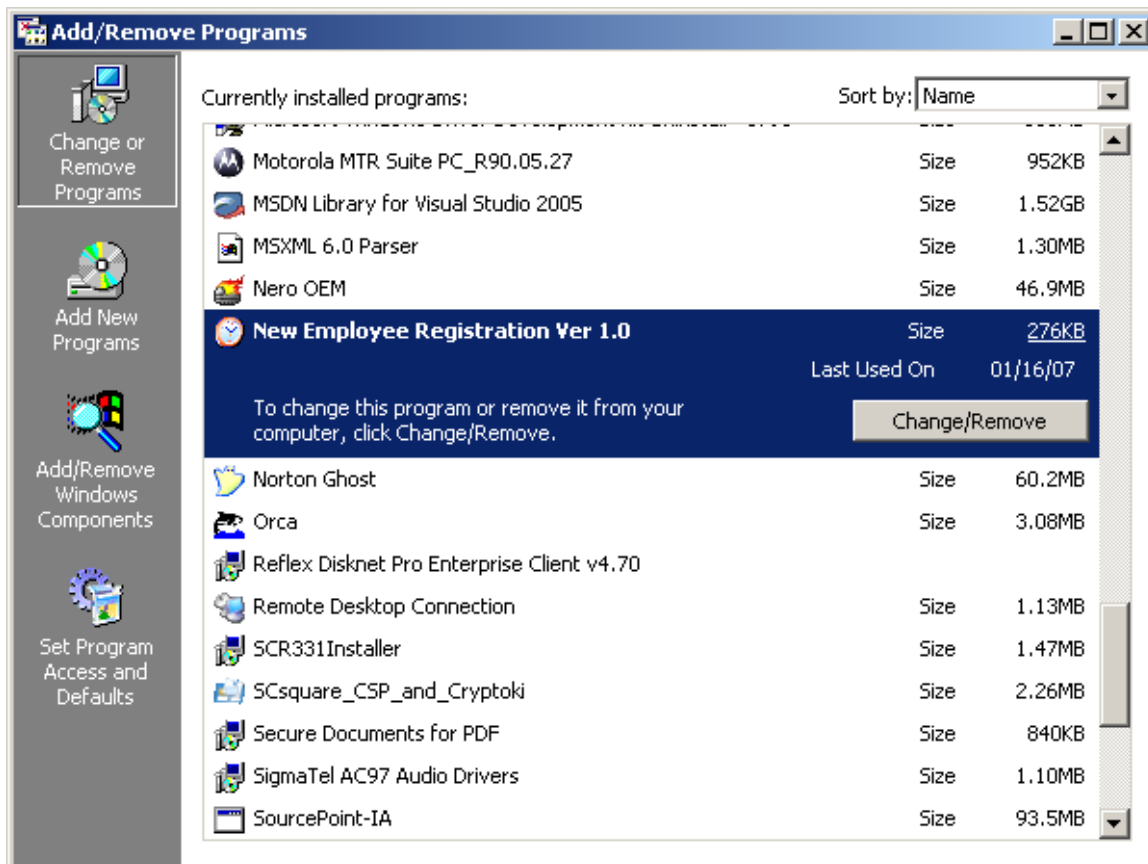 Add/Remove Programs
Change or
Remove
Programs
Add New
Programs
Add/Remove
Windows
Components
Set Program
Access and
Defaults
Currently installed programs:
Sort by: Name
Motorola MTR Suite PC_R90.05.27 Size 952KB
MSDN Library for Visual Studio 2005 Size 1.52GB
MSXML 6.0 Parser Size 1.30MB
Nero OEM Size 46.9MB
New Employee Registration Ver 1.0 Size 276KB
Last Used On 01/16/07
To change this program or remove it from your
computer, click Change/Remove.
Change/Remove
Norton Ghost Size 60.2MB
Orca Size 3.08MB
Reflex Disknet Pro Enterprise Client v4.70
Remote Desktop Connection Size 1.13MB
SCR331Installer Size 1.47MB
SCsquare_CSP_and_Cryptoki Size 2.26MB
Secure Documents for PDF Size 840KB
SigmaTel AC97 Audio Drivers Size 1.10MB
SourcePoint-IA Size 93.5MB